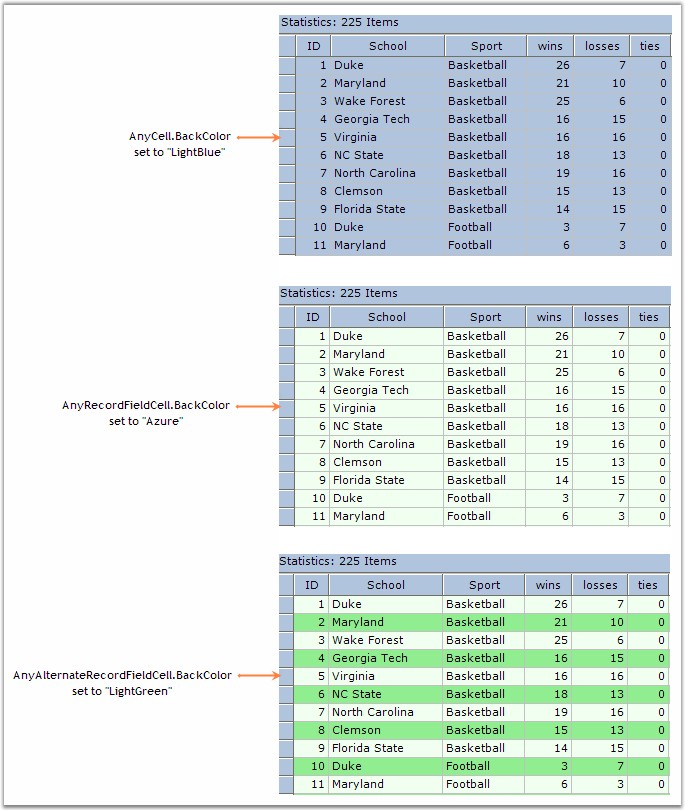 Statistics: 225 Items
ID School Sport wins losses ties
1 Duke Basketball 26 7 0
2 Maryland Basketball 21 10 0
3 Wake Forest Basketball 25 6 0
4 Georgia Tech Basketball 16 15 0
AnyCell.BackColor
set to "LightBlue"
5 Virginia Basketball 16 16 0
6 NC State Basketball 18 13 0
7 North Carolina Basketball 19 16 0
8 Clemson Basketball 15 13 0
9 Florida State Basketball 14 15 0
10 Duke Football 3 7 0
11 Maryland Football 6 3 0
Statistics: 225 Items
ID School Sport wins losses ties
1 Duke Basketball 26 7 0
2 Maryland Basketball 21 10 0
3 Wake Forest Basketball 25 6 0
4 Georgia Tech Basketball 16 15 0
AnyRecordFieldCell.BackColor
set to "Azure"
5 Virginia Basketball 16 16 0
6 NC State Basketball 18 13 0
7 North Carolina Basketball 19 16 0
8 Clemson Basketball 15 13 0
9 Florida State Basketball 14 15 0
10 Duke Football 3 7 0
11 Maryland Football 6 3 0
Statistics: 225 Items
ID School Sport wins losses ties
1 Duke Basketball 26 7 0
2 Maryland Basketball 21 10 0
3 Wake Forest Basketball 25 6 0
4 Georgia Tech Basketball 16 15 0
AnyAlternateRecordFieldCell.BackColor
set to "LightGreen"
5 Virginia Basketball 16 16 0
6 NC State Basketball 18 13 0
7 North Carolina Basketball 19 16 0
8 Clemson Basketball 15 13 0
9 Florida State Basketball 14 15 0
10 Duke Football 3 7 0
11 Maryland Football 6 3 0